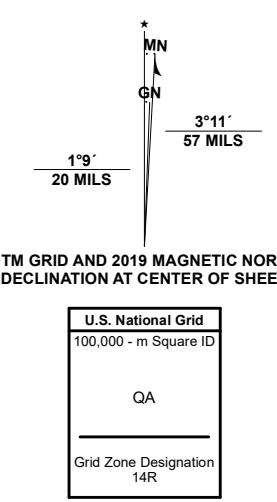 ★
MN
GN
3°11´
57 MILS
1°9´
20 MILS
TM GRID AND 2019 MAGNETIC NOR
DECLINATION AT CENTER OF SHEE
U.S. National Grid
100,000 - m Square ID
QA
Grid Zone Designation
14R